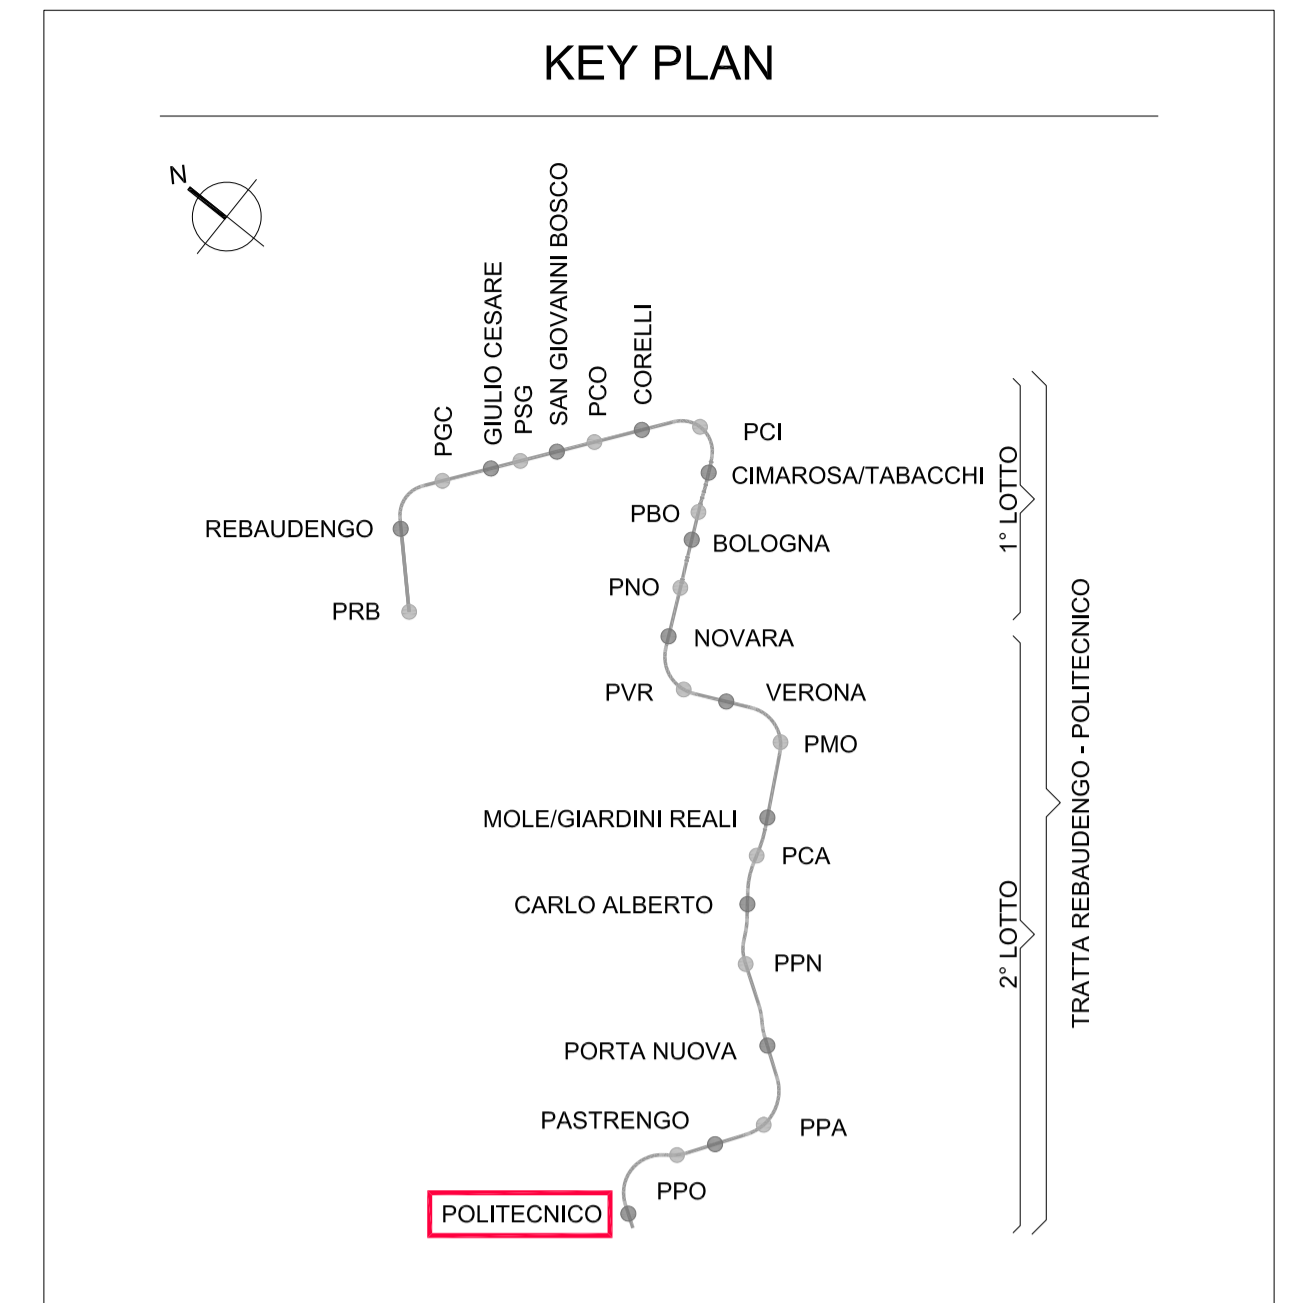 KEY PLAN
N
PGC
GIULIO CESARE
PSG
SAN GIOVANNI BOSCO
PCO
CORELLI
PCI
CIMAROSA/TABACCHI
PBO
BOLOGNA
REBAUDENGO
PNO
PRB
NOVARA
PVR
VERONA
PMO
MOLE/GIARDINI REALI
PCA
CARLO ALBERTO
PPN
PORTA NUOVA
PASTRENGO
PPA
PPO
POLITECNICO
1° LOTTO
2° LOTTO
TRATTA REBAUDENGO - POLITECNICO